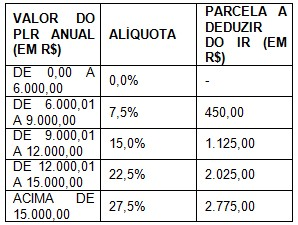 VALOR DO PLR ANUAL (EM R$)
ALÍQUOTA
PARCELA A DEDUZIR DO IR (EM R$)
DE 0,00 A 6.000,00
0,0%
-
DE 6.000,01 A 9.000,00
7,5%
450,00
DE 9.000,01 A 12.000,00
15,0%
1.125,00
DE 12.000,01 A 15.000,00
22,5%
2.025,00
ACIMA DE 15.000,00
27,5%
2.775,00